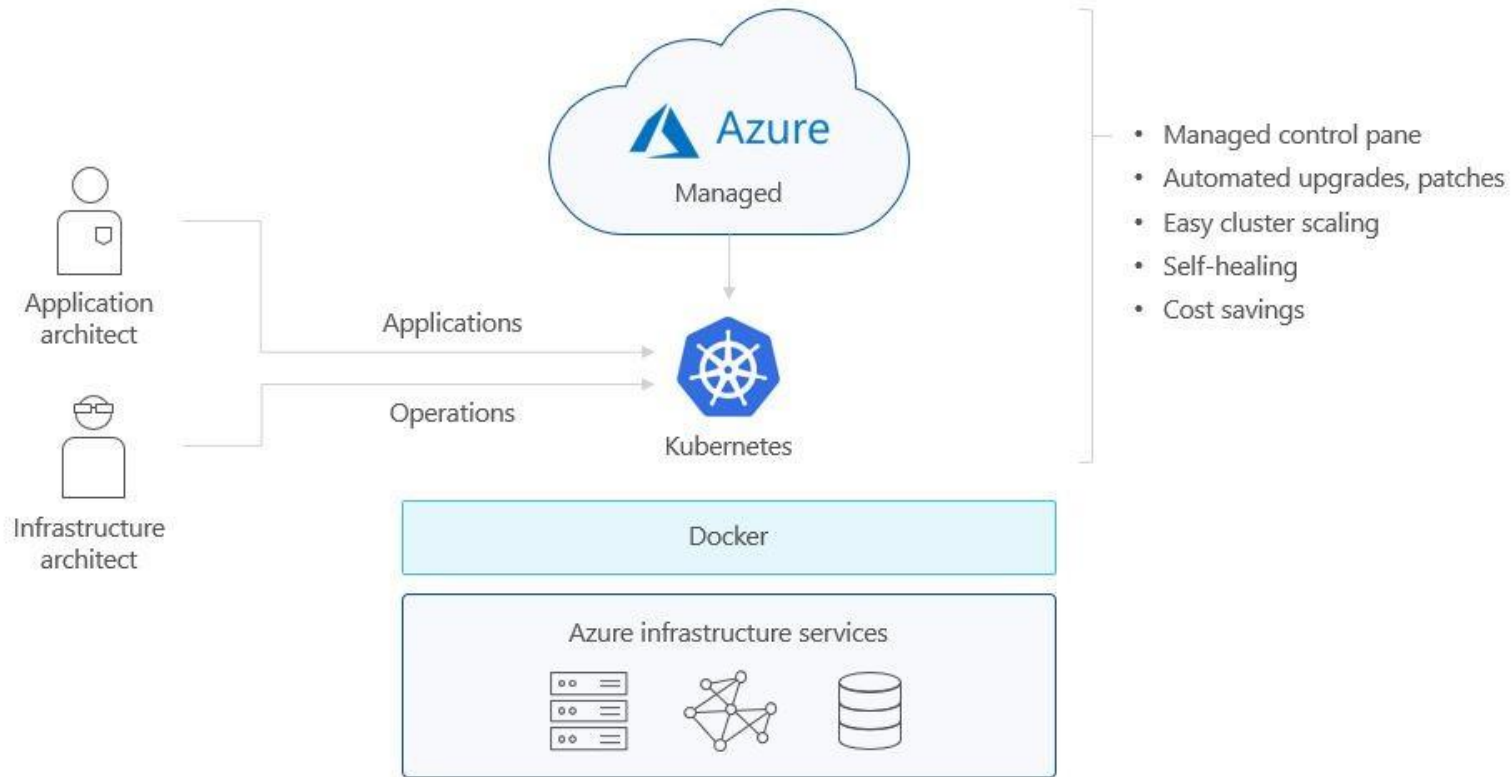 Azure
Managed
Application
architect
Applications
Infrastructure
architect
Operations
Kubernetes
Docker
Azure infrastructure services
• Managed control pane
• Automated upgrades, patches
• Easy cluster scaling
• Self-healing
• Cost savings